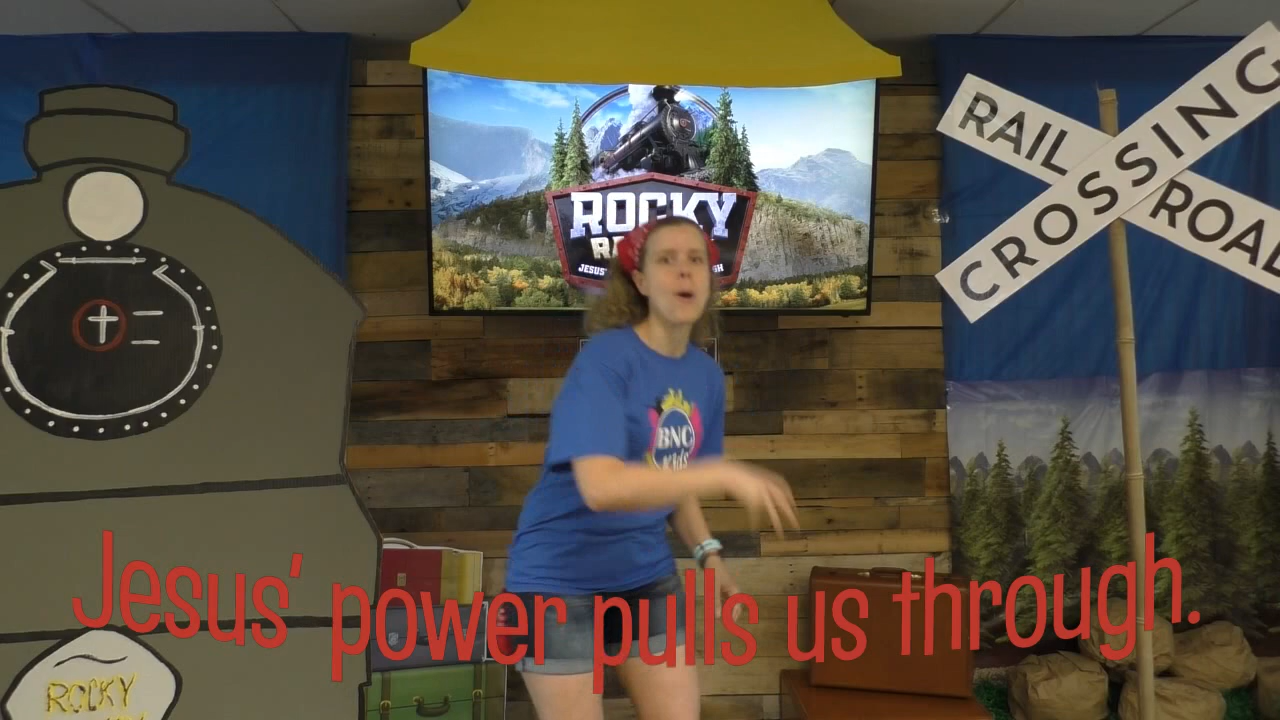 RAIL ROAD
CROSSING
ROCKY
BNC
Kids
Jesus' power pulls us through.
ROCKY